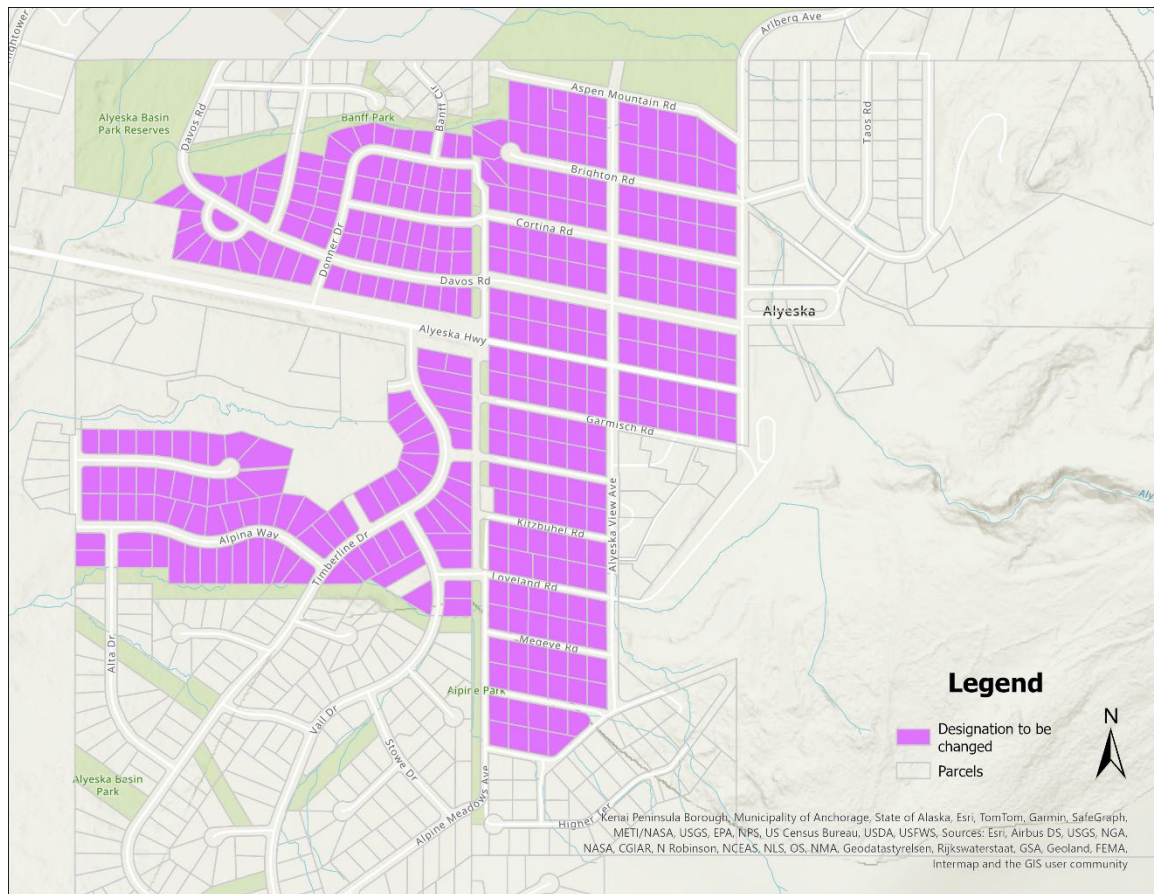 Hightower
Arlberg Ave
Aspen Mountain Rd
Davos Rd
Banff Cir
Alyeska Basin
Park Reserves
Banff Park
Taos Rd
Brighton Rd
Cortina Rd
Donner Dr
Davos Rd
Alyeska
Alyeska Hwy
Garmisch Rd
Alyeska View Ave
Aly
Kitzbuhel Rd
Alpina Way
Timberline Dr
Loveland Rd
Megeve Rd
Alta Dr
Alpine Park
Vail Dr
Stowe Dr
Alyeska Basin
Park
Alpine Meadows Ave
Higher Ter
Legend
Designation to be
changed
Parcels
N
Kenai Peninsula Borough, Municipality of Anchorage, State of Alaska, Esri, TomTom, Garmin, SafeGraph,
METI/NASA, USGS, EPA, NPS, US Census Bureau, USDA, USFWS, Sources: Esri, Airbus DS, USGS, NGA,
NASA, CGIAR, N Robinson, NCEAS, NLS, OS, NMA, Geodatastyrelsen, Rijkswaterstaat, GSA, Geoland, FEMA,
Intermap and the GIS user community